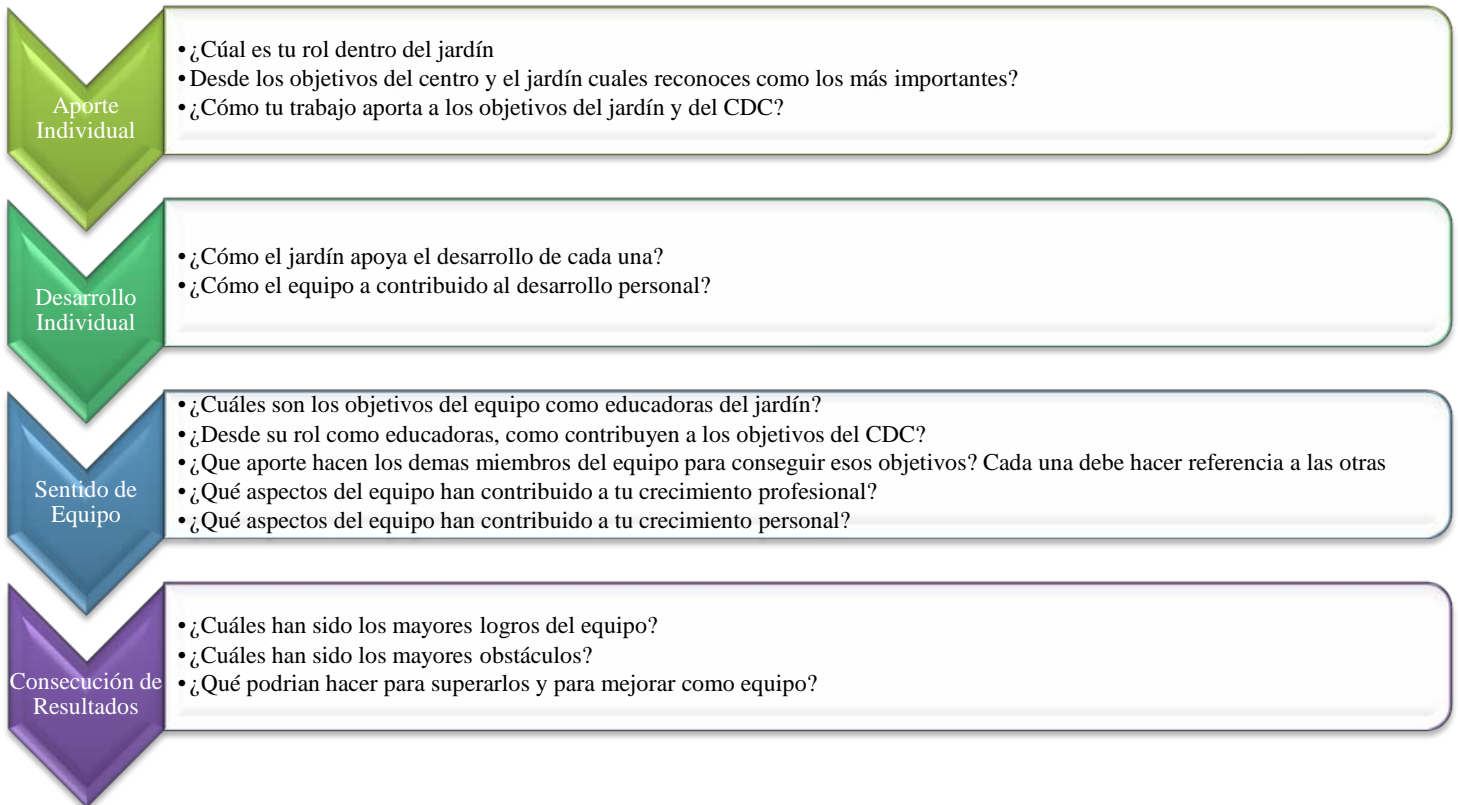 Aporte
Individual
•¿Cúal es tu rol dentro del jardín
•Desde los objetivos del centro y el jardín cuales reconoces como los más importantes?
•¿Cómo tu trabajo aporta a los objetivos del jardín y del CDC?
Desarrollo
Individual
•¿Cómo el jardín apoya el desarrollo de cada una?
•¿Cómo el equipo a contribuido al desarrollo personal?
Sentido de
Equipo
•¿Cuáles son los objetivos del equipo como educadoras del jardín?
•¿Desde su rol como educadoras, como contribuyen a los objetivos del CDC?
•¿Que aporte hacen los demas miembros del equipo para conseguir esos objetivos? Cada una debe hacer referencia a las otras
•¿Qué aspectos del equipo han contribuido a tu crecimiento profesional?
•¿Qué aspectos del equipo han contribuido a tu crecimiento personal?
Consecución de
Resultados
•¿Cuáles han sido los mayores logros del equipo?
•¿Cuáles han sido los mayores obstáculos?
•¿Qué podrian hacer para superarlos y para mejorar como equipo?